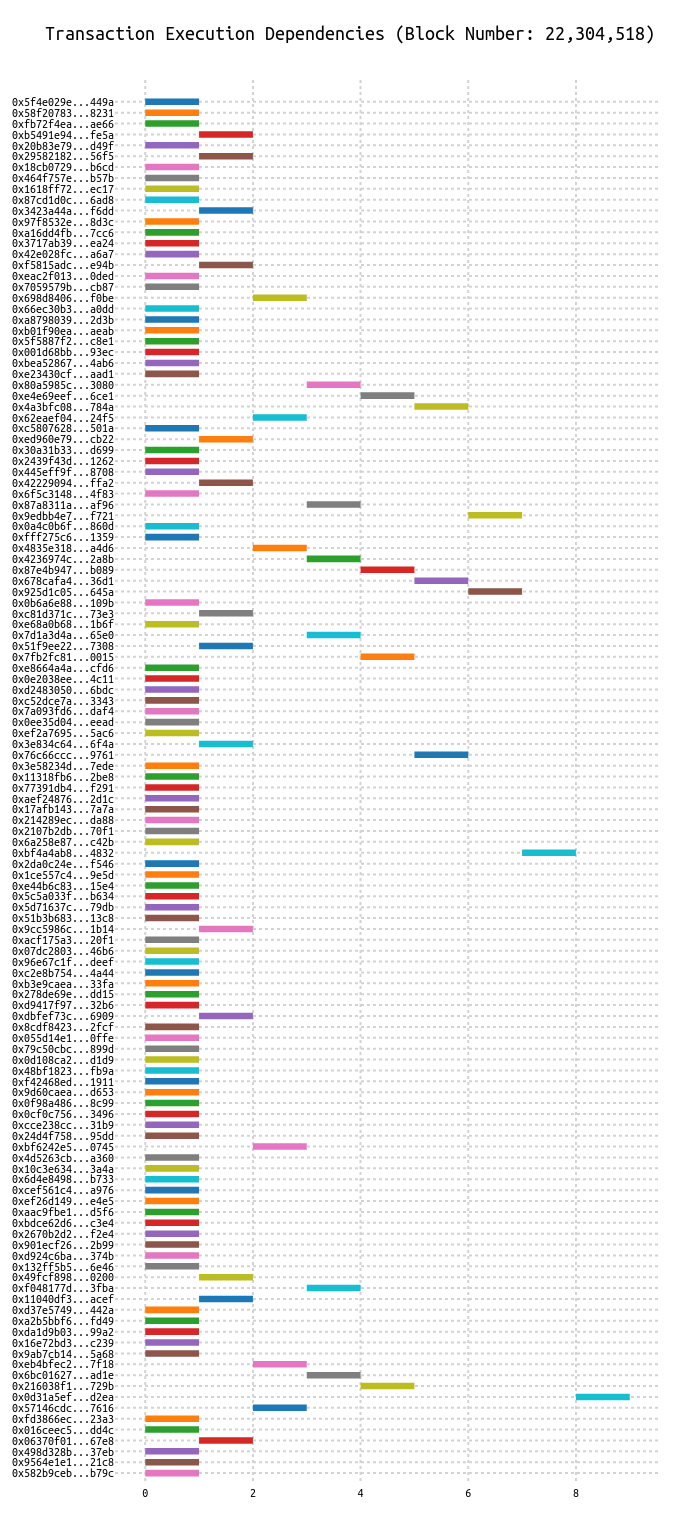 Transaction Execution Dependencies (Block Number: 22,304,518)
0x5f4e029e...449a
0x58f20783...8231
0xfb72f4ea...ae66
0xb5491e94...fe5a
0x20b83e79...d49f
0x29582182...56f5
0x18cb0729...b6cd
0x464f757e...b57b
0x1618ff72...ec17
0x87cd1d0c...6ad8
0x3423a44a...f6dd
0x97f8532e...8d3c
0xa16dd4fb...7cc6
0x3717ab39...ea24
0x42e028fc...a6a7
0xf5815adc...e94b
0xeac2f013...0ded
0x7059579b...cb87
0x698d8406...f0be
0x66ec30b3...a0dd
0xa8798039...2d3b
0xb01f90ea...aeab
0x5f5887f2...c8e1
0x001d68bb...93ec
0xbea52867...4ab6
0xe23430cf...aad1
0x80a5985c...3080
0xe4e69eef...6ce1
0x4a3bfc08...784a
0x62eaef04...24f5
0xc5807628...501a
0xed960e79...cb22
0x30a31b33...d699
0x2439f43d...1262
0x445eff9f...8708
0x42229094...ffa2
0x6f5c3148...4f83
0x87a8311a...af96
0x9edbb4e7...f721
0x0a4c0b6f...860d
0xfff275c6...1359
0x4835e318...a4d6
0x4236974c...2a8b
0x87e4b947...b089
0x678cafa4...36d1
0x925d1c05...645a
0x0b6a6e88...109b
0xc81d371c...73e3
0xe68a0b68...1b6f
0x7d1a3d4a...65e0
0x51f9ee22...7308
0x7fb2fc81...0015
0xe8664a4a...cfd6
0x0e2038ee...4c11
0xd2483050...6bdc
0xc52dce7a...3343
0x7a093fd6...daf4
0x0ee35d04...eead
0xef2a7695...5ac6
0x3e834c64...6f4a
0x76c66ccc...9761
0x3e58234d...7ede
0x11318fb6...2be8
0x77391db4...f291
0xaef24876...2d1c
0x17afb143...7a7a
0x214289ec...da88
0x2107b2db...70f1
0x6a258e87...c42b
0xbf4a4ab8...4832
0x2da0c24e...f546
0x1ce557c4...9e5d
0xe44b6c83...15e4
0x5c5a033f...b634
0x5d71637c...79db
0x51b3b683...13c8
0x9cc5986c...1b14
0xacf175a3...20f1
0x07dc2803...46b6
0x96e67c1f...deef
0xc2e8b754...4a44
0xb3e9caea...33fa
0x278de69e...dd15
0xd9417f97...32b6
0xdbfef73c...6909
0x8cdf8423...2fcf
0x055d14e1...0ffe
0x79c50cbc...899d
0x0d108ca2...d1d9
0x48bf1823...fb9a
0xf42468ed...1911
0x9d60caea...d653
0x0f98a486...8c99
0x0cf0c756...3496
0xcce238cc...31b9
0x24d4f758...95dd
0xbf6242e5...0745
0x4d5263cb...a360
0x10c3e634...3a4a
0x6d4e8498...b733
0xcef561c4...a976
0xef26d149...e4e5
0xaac9fbe1...d5f6
0xbdce62d6...c3e4
0x2670b2d2...f2e4
0x901ecf26...2b99
0xd924c6ba...374b
0x132ff5b5...6e46
0x49fcf898...0200
0xf048177d...3fba
0x11040df3...acef
0xd37e5749...442a
0xa2b5bbf6...fd49
0xda1d9b03...99a2
0x16e72bd3...c239
0x9ab7cb14...5a68
0xeb4bfec2...7f18
0x6bc01627...ad1e
0x216038f1...729b
0x0d31a5ef...d2ea
0x57146cdc...7616
0xfd3866ec...23a3
0x016ceec5...dd4c
0x06370f01...67e8
0x498d328b...37eb
0x9564e1e1...21c8
0x582b9ceb...b79c
0 2 4 6 8